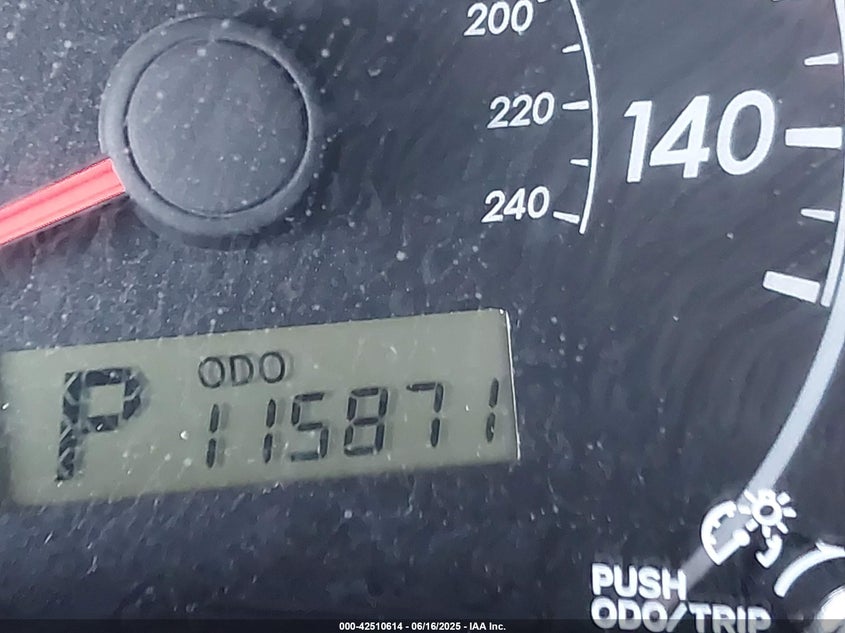 200
220
240
140
ODO
P 115871
PUSH
ODO/TRIP
000-42510614 - 06/16/2025 - IAA Inc.